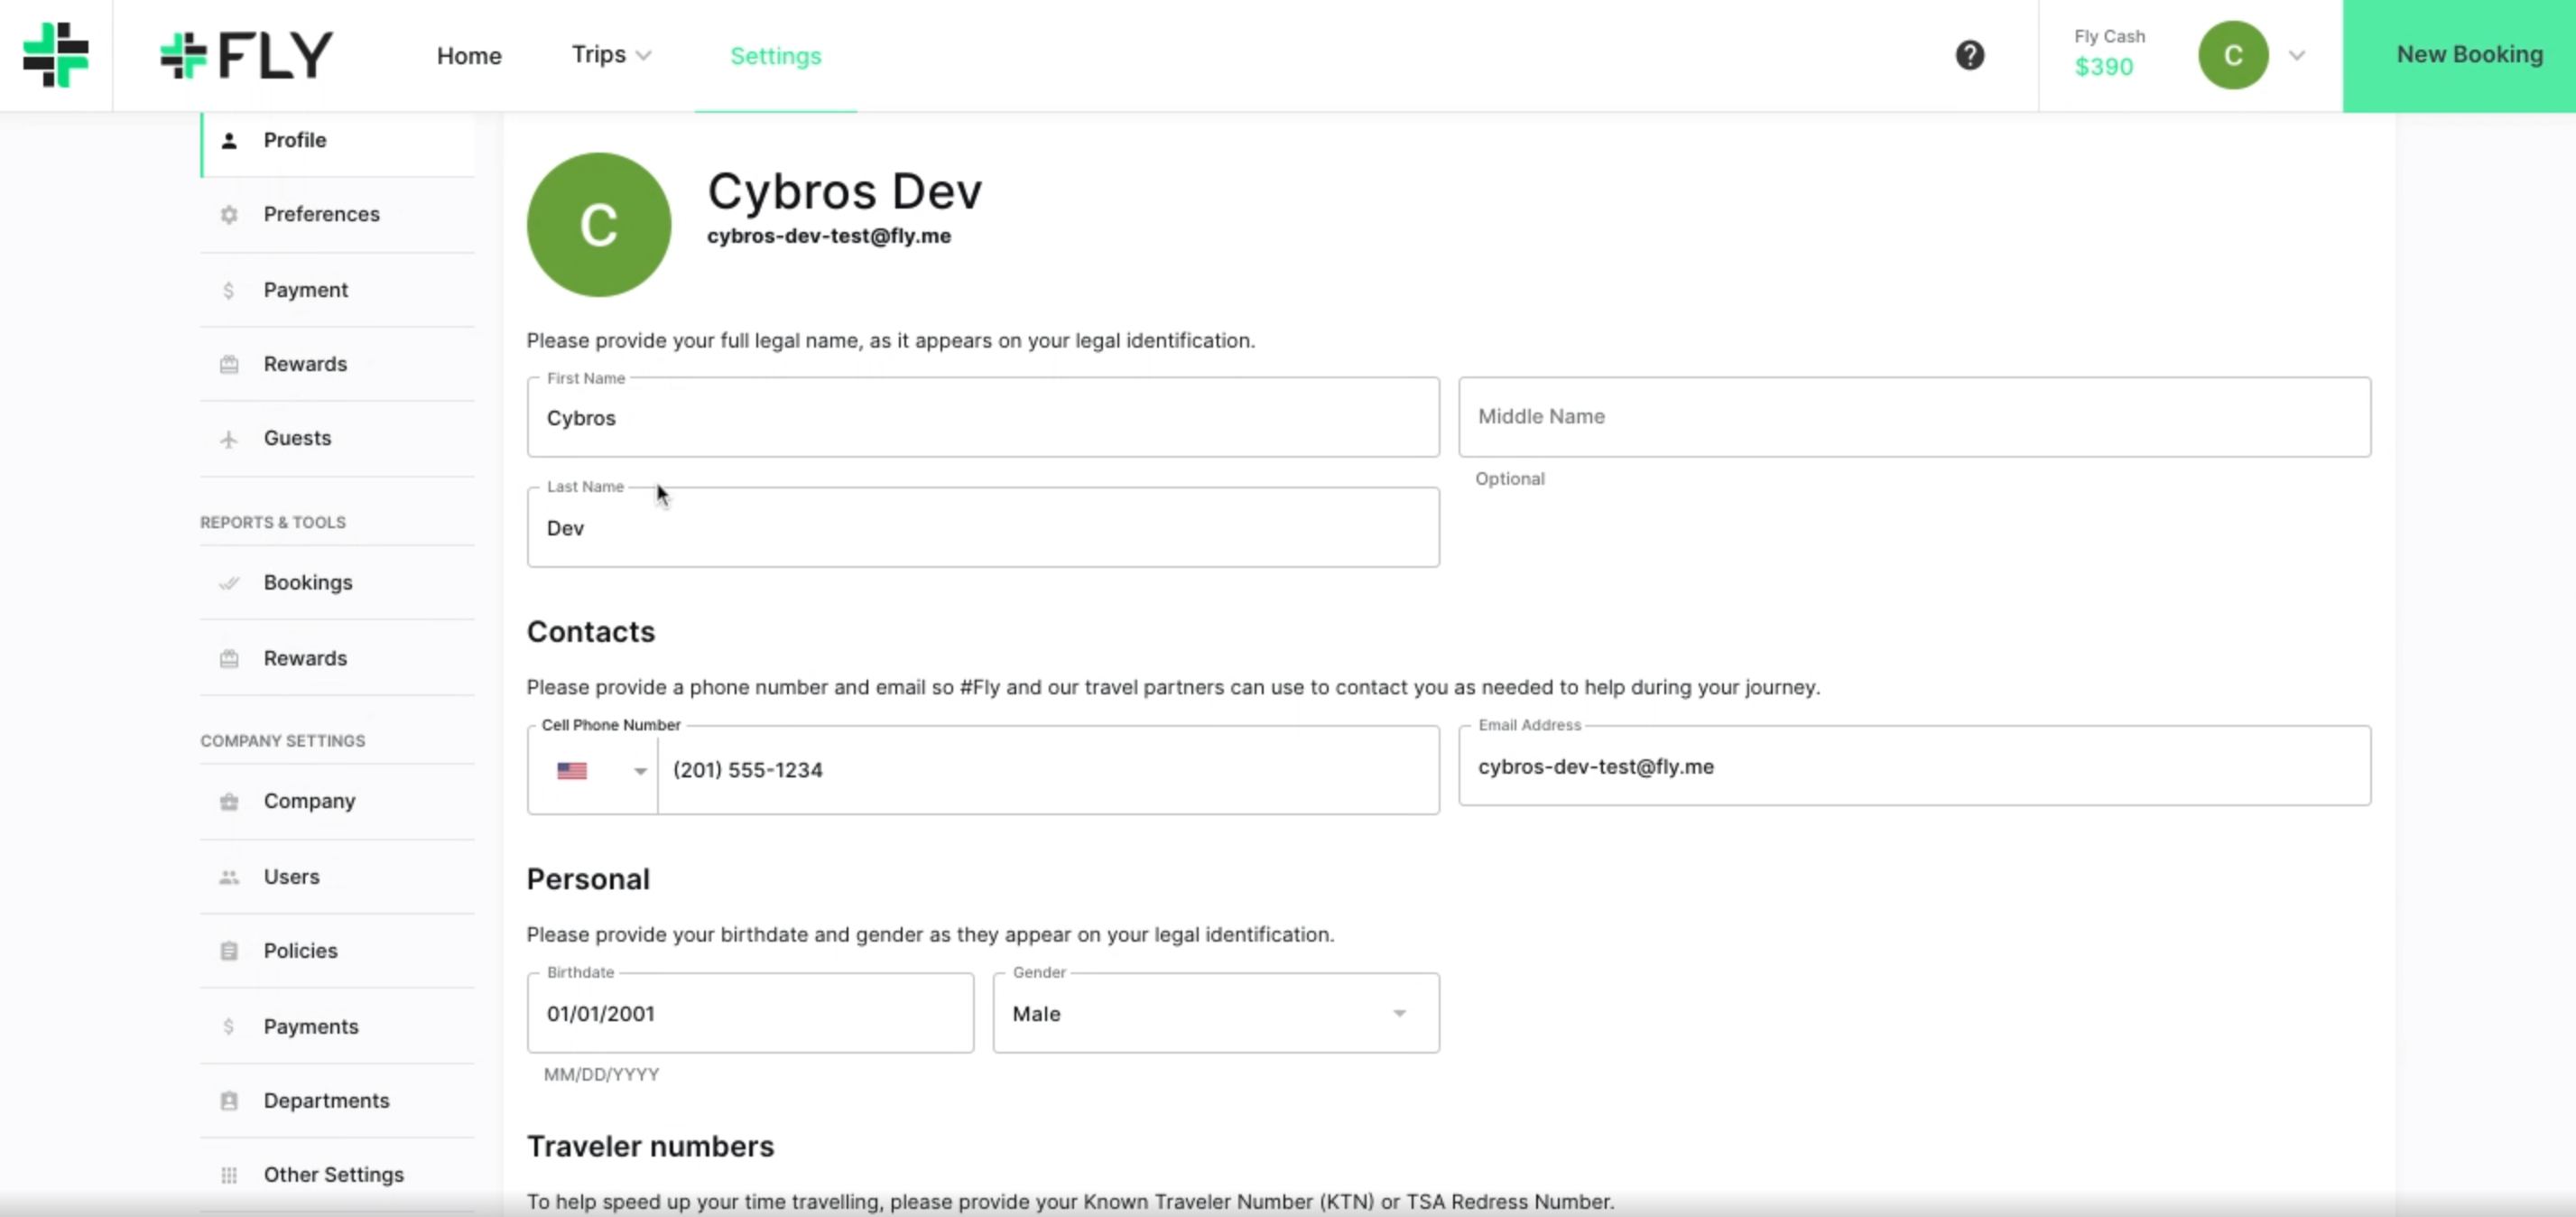 FLY
Home
Trips
Settings
?
Fly Cash
$390
C
New Booking
Profile
Preferences
Payment
Rewards
Guests
REPORTS & TOOLS
Bookings
Rewards
COMPANY SETTINGS
Company
Users
Policies
Payments
Departments
Other Settings
C
Cybros Dev
cybros-dev-test@fly.me
Please provide your full legal name, as it appears on your legal identification.
First Name
Cybros
Middle Name
Optional
Last Name
Dev
Contacts
Please provide a phone number and email so #Fly and our travel partners can use to contact you as needed to help during your journey.
Cell Phone Number
(201) 555-1234
Email Address
cybros-dev-test@fly.me
Personal
Please provide your birthdate and gender as they appear on your legal identification.
Birthdate
01/01/2001
MM/DD/YYYY
Gender
Male
Traveler numbers
To help speed up your time travelling, please provide your Known Traveler Number (KTN) or TSA Redress Number.